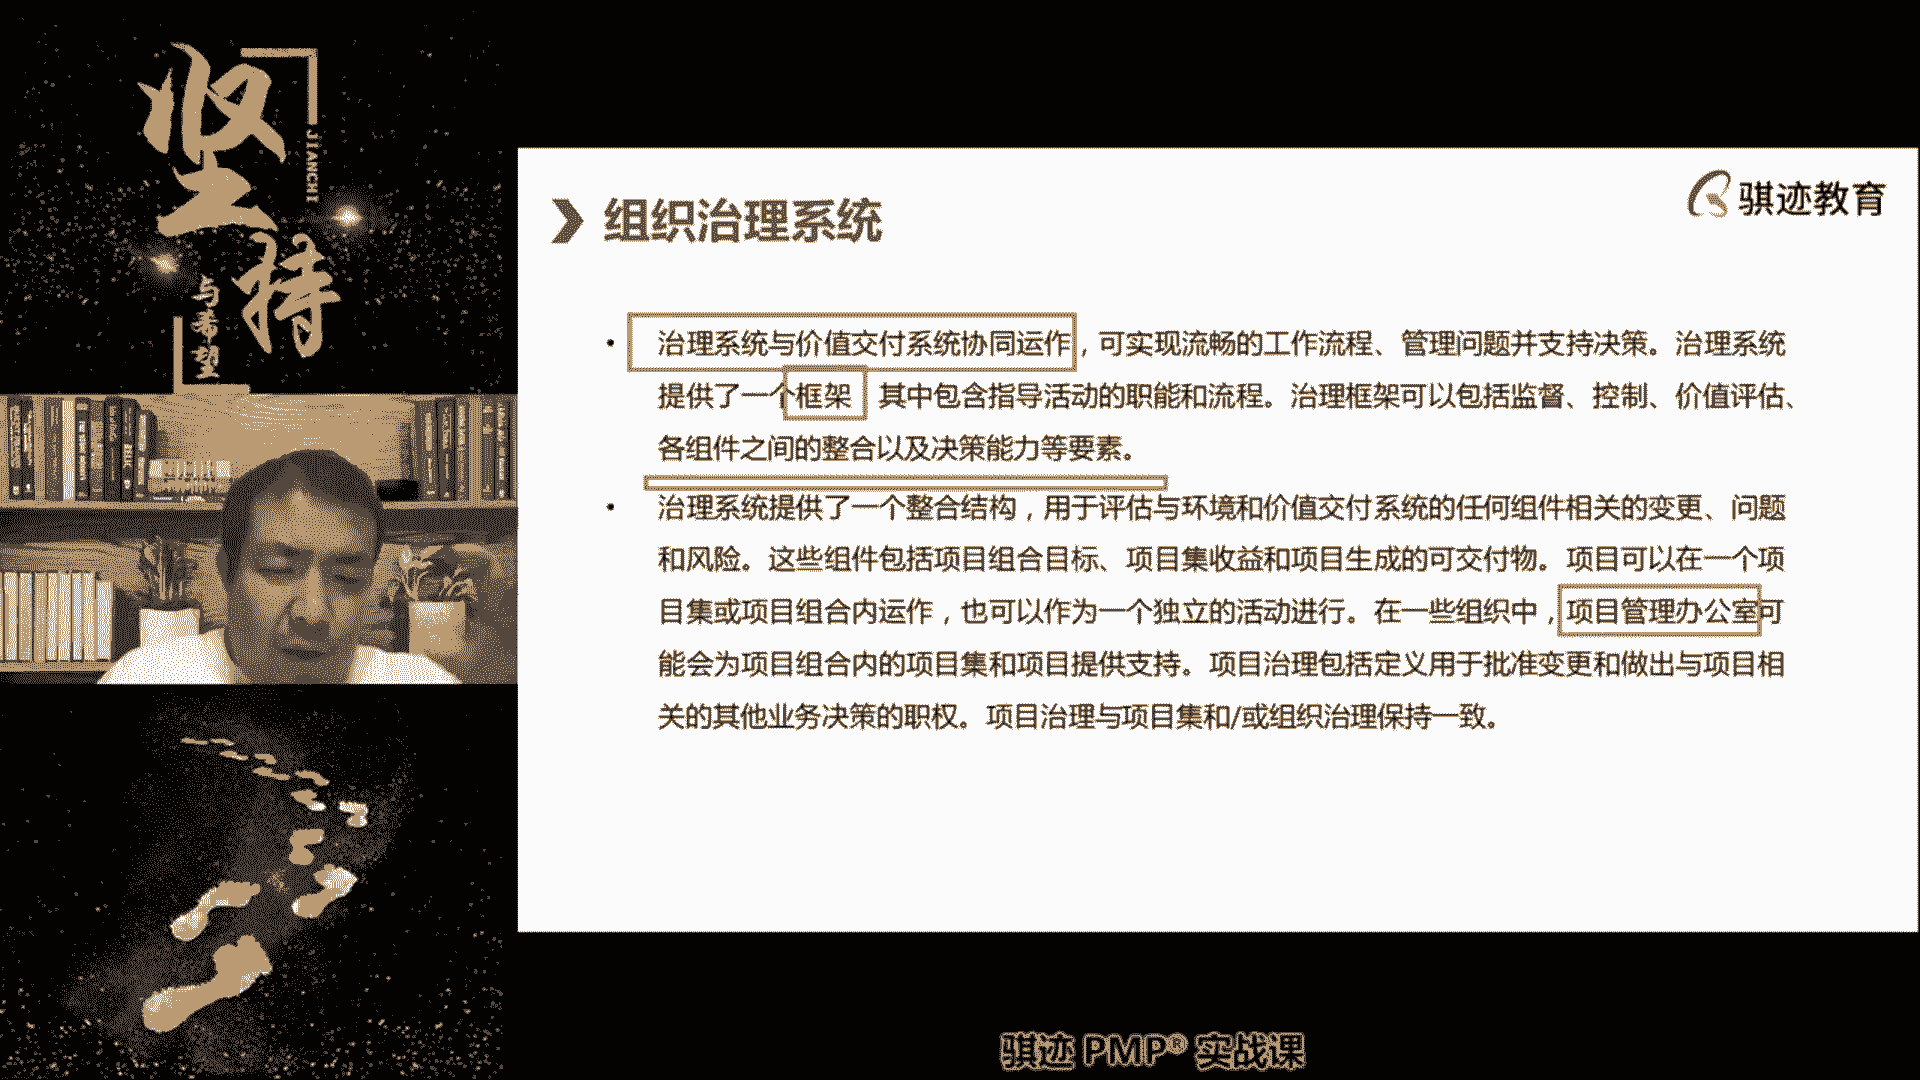 坚持
JIANCHI
与希望
骐迹教育
组织治理系统
• 治理系统与价值交付系统协同运作，可实现流畅的工作流程、管理问题并支持决策。治理系统
提供了一个框架 其中包含指导活动的职能和流程。治理框架可以包括监督、控制、价值评估、
各组件之间的整合以及决策能力等要素。
• 治理系统提供了一个整合结构，用于评估与环境和价值交付系统的任何组件相关的变更、问题
和风险。这些组件包括项目组合目标、项目集收益和项目生成的可交付物。项目可以在一个项
目集或项目组合内运作，也可以作为一个独立的活动进行。在一些组织中，项目管理办公室可
能会为项目组合内的项目集和项目提供支持。项目治理包括定义用于批准变更和做出与项目相
关的其他业务决策的职权。项目治理与项目集和/或组织治理保持一致。
骐迹 PMP® 实战课